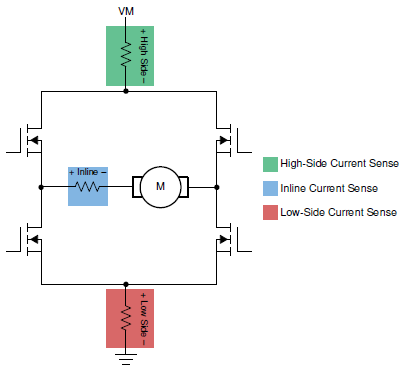 VM
+ High Side –
+ Inline –
M
High-Side Current Sense
Inline Current Sense
Low-Side Current Sense
+ Low Side –